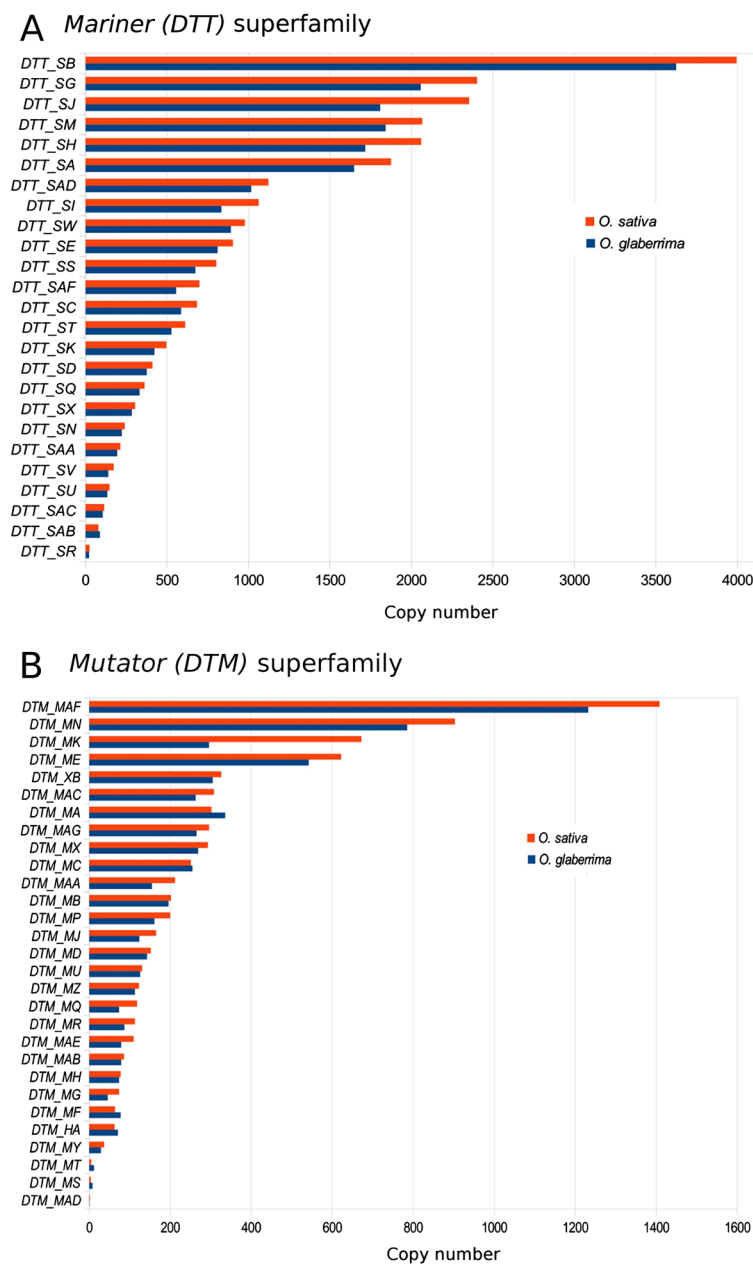 A Mariner (DTT) superfamily
DTT_SB
DTT_SG
DTT_SJ
DTT_SM
DTT_SH
DTT_SA
DTT_SAD
DTT_SI
DTT_SW
DTT_SE
DTT_SS
DTT_SAF
DTT_SC
DTT_ST
DTT_SK
DTT_SD
DTT_SQ
DTT_SX
DTT_SN
DTT_SAA
DTT_SV
DTT_SU
DTT_SAC
DTT_SAB
DTT_SR
O. sativa
O. glaberrima
0 500 1000 1500 2000 2500 3000 3500 4000
Copy number
B Mutator (DTM) superfamily
DTM_MAF
DTM_MN
DTM_MK
DTM_ME
DTM_XB
DTM_MAC
DTM_MA
DTM_MAG
DTM_MX
DTM_MC
DTM_MAA
DTM_MB
DTM_MP
DTM_MJ
DTM_MD
DTM_MU
DTM_MZ
DTM_MQ
DTM_MR
DTM_MAE
DTM_MAB
DTM_MH
DTM_MG
DTM_MF
DTM_HA
DTM_MY
DTM_MT
DTM_MS
DTM_MAD
O. sativa
O. glaberrima
0 200 400 600 800 1000 1200 1400 1600
Copy number